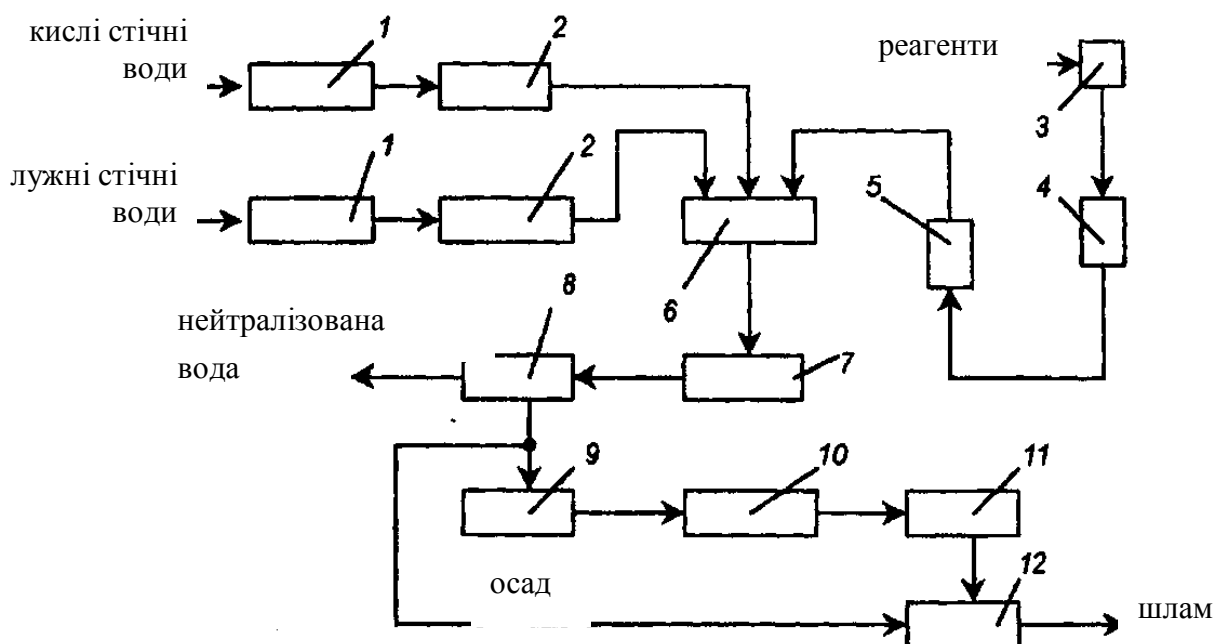 кислі стічні
води
1
2
реагенти
3
лужні стічні
води
1
2
4
5
6
нейтралізована
вода
8
7
9
10
11
осад
12
шлам